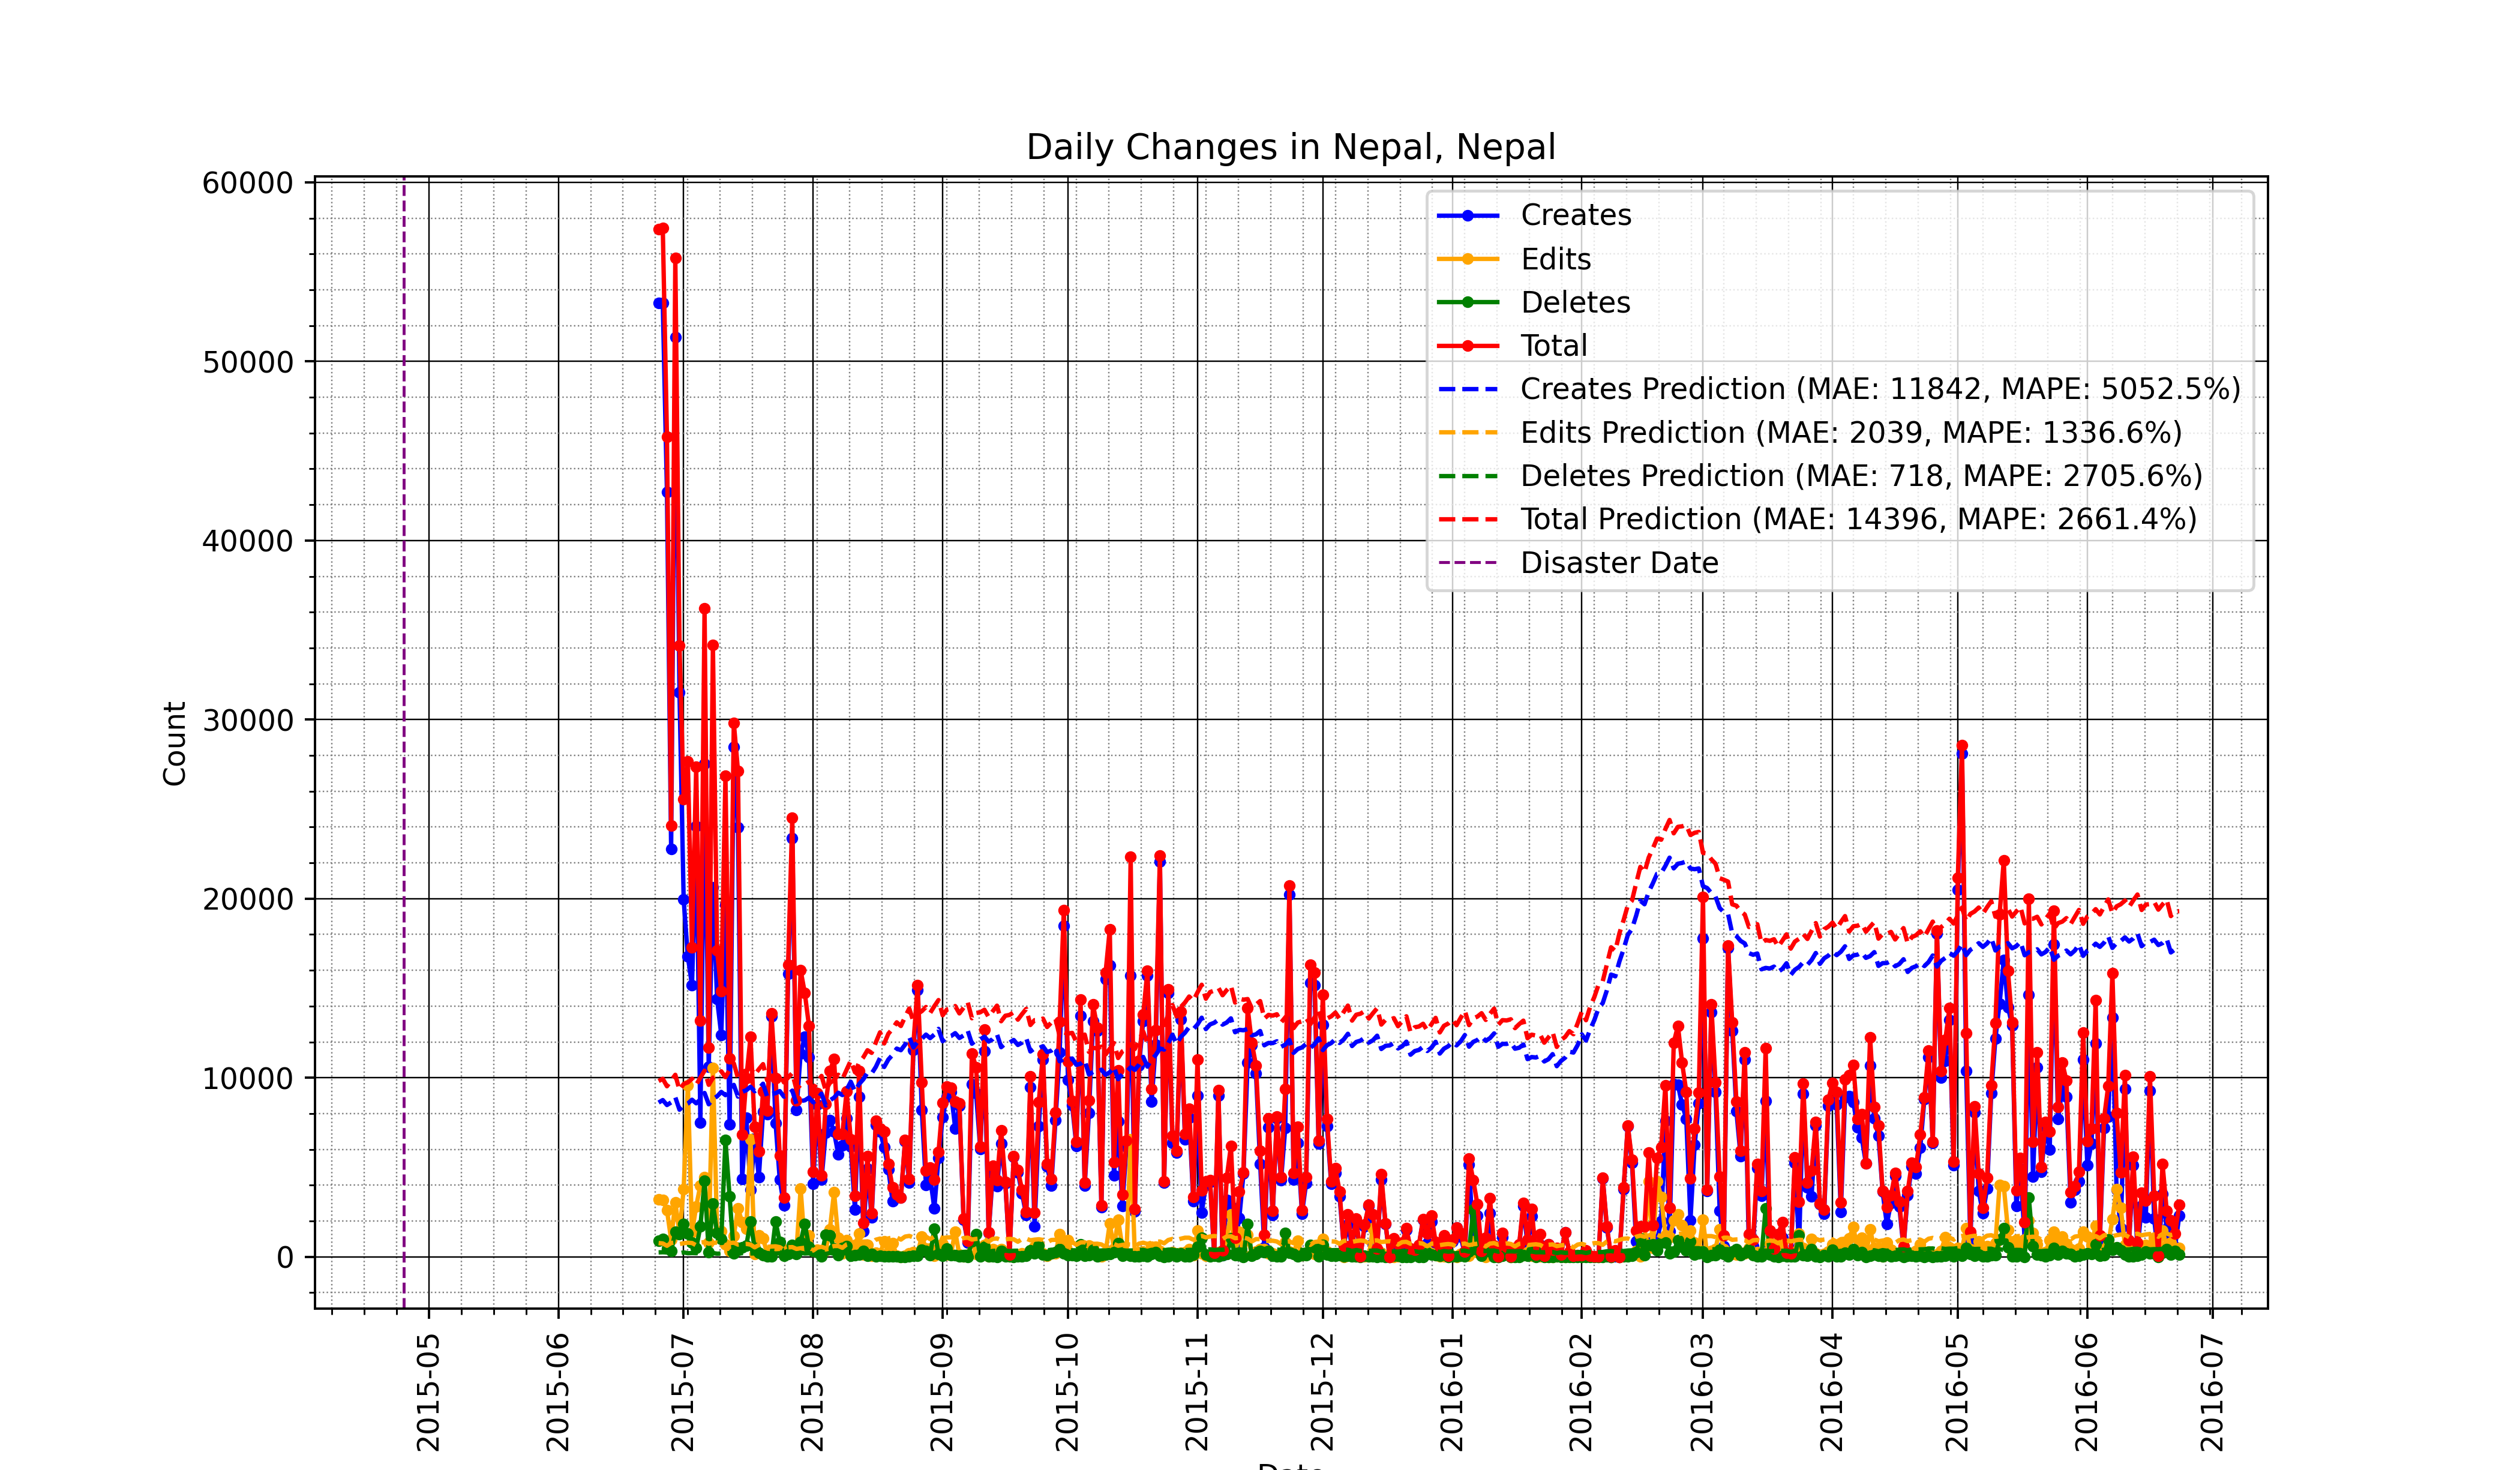 Daily Changes in Nepal, Nepal
60000
50000
40000
30000
20000
10000
0
Count
Creates
Edits
Deletes
Total
Creates Prediction (MAE: 11842, MAPE: 5052.5%)
Edits Prediction (MAE: 2039, MAPE: 1336.6%)
Deletes Prediction (MAE: 718, MAPE: 2705.6%)
Total Prediction (MAE: 14396, MAPE: 2661.4%)
Disaster Date
2015-05
2015-06
2015-07
2015-08
2015-09
2015-10
2015-11
2015-12
2016-01
2016-02
2016-03
2016-04
2016-05
2016-06
2016-07
Date